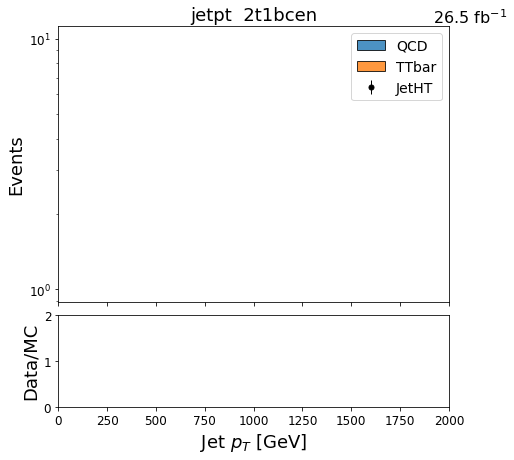 jetpt 2t1bcen
26.5 fb⁻¹
QCD
TTbar
JetHT
Events
10¹
10⁰
Data/MC
2
1
0
0 250 500 750 1000 1250 1500 1750 2000
Jet p_T [GeV]